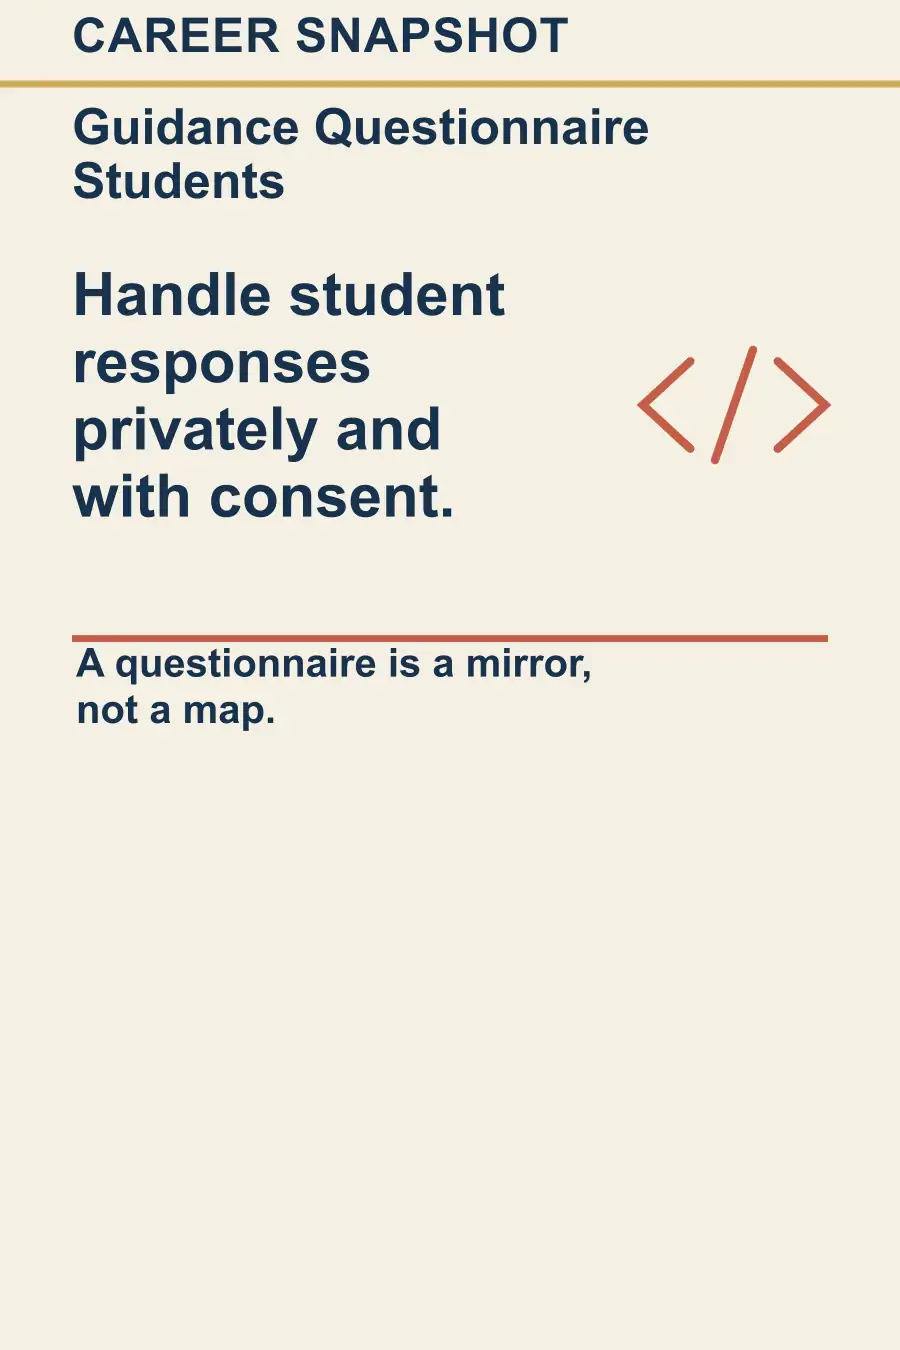 CAREER SNAPSHOT
Guidance Questionnaire
Students
Handle student
responses
privately and
with consent.
A questionnaire is a mirror,
not a map.